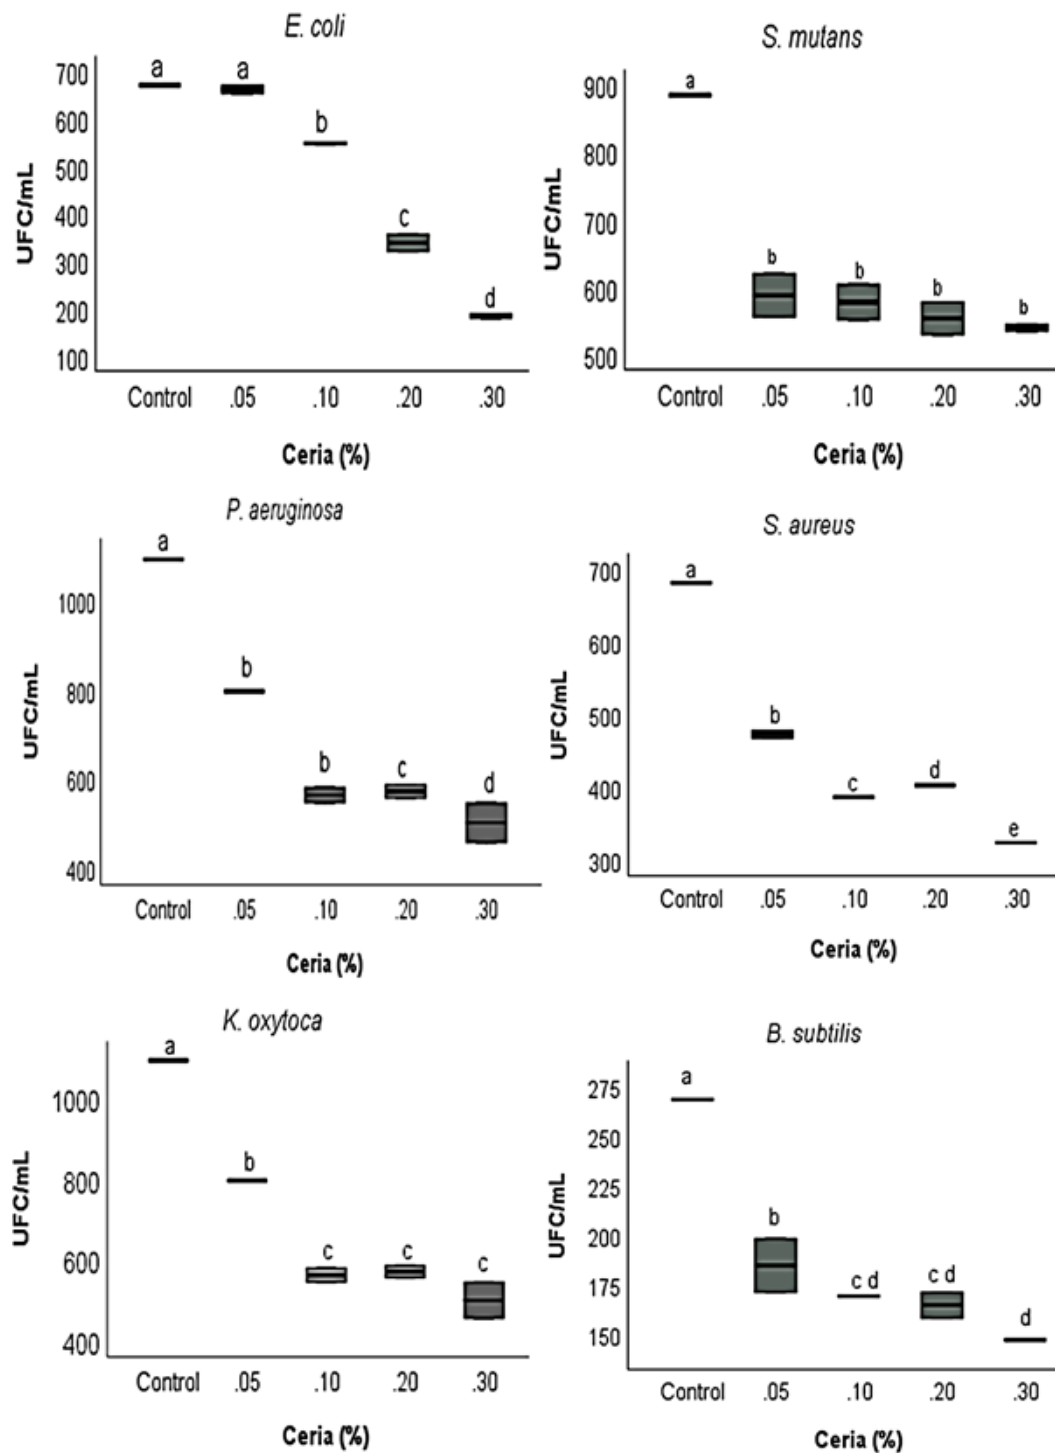 E. coli
a a
700
600
b
500
UFC/mL
400
c
300
200
d
100
Control .05 .10 .20 .30
Ceria (%)
S. mutans
900
a
800
UFC/mL
700
600
b b b b
500
Control .05 .10 .20 .30
Ceria (%)
P. aeruginosa
a
1000
UFC/mL
800
b
600
b c d
400
Control .05 .10 .20 .30
Ceria (%)
S. aureus
700
a
600
UFC/mL
500
b
400
c d
300
e
Control .05 .10 .20 .30
Ceria (%)
K. oxytoca
a
1000
UFC/mL
800
b
600
c c c
400
Control .05 .10 .20 .30
Ceria (%)
B. subtilis
275
a
250
225
UFC/mL
200
b
175
c d c d
150
d
Control .05 .10 .20 .30
Ceria (%)